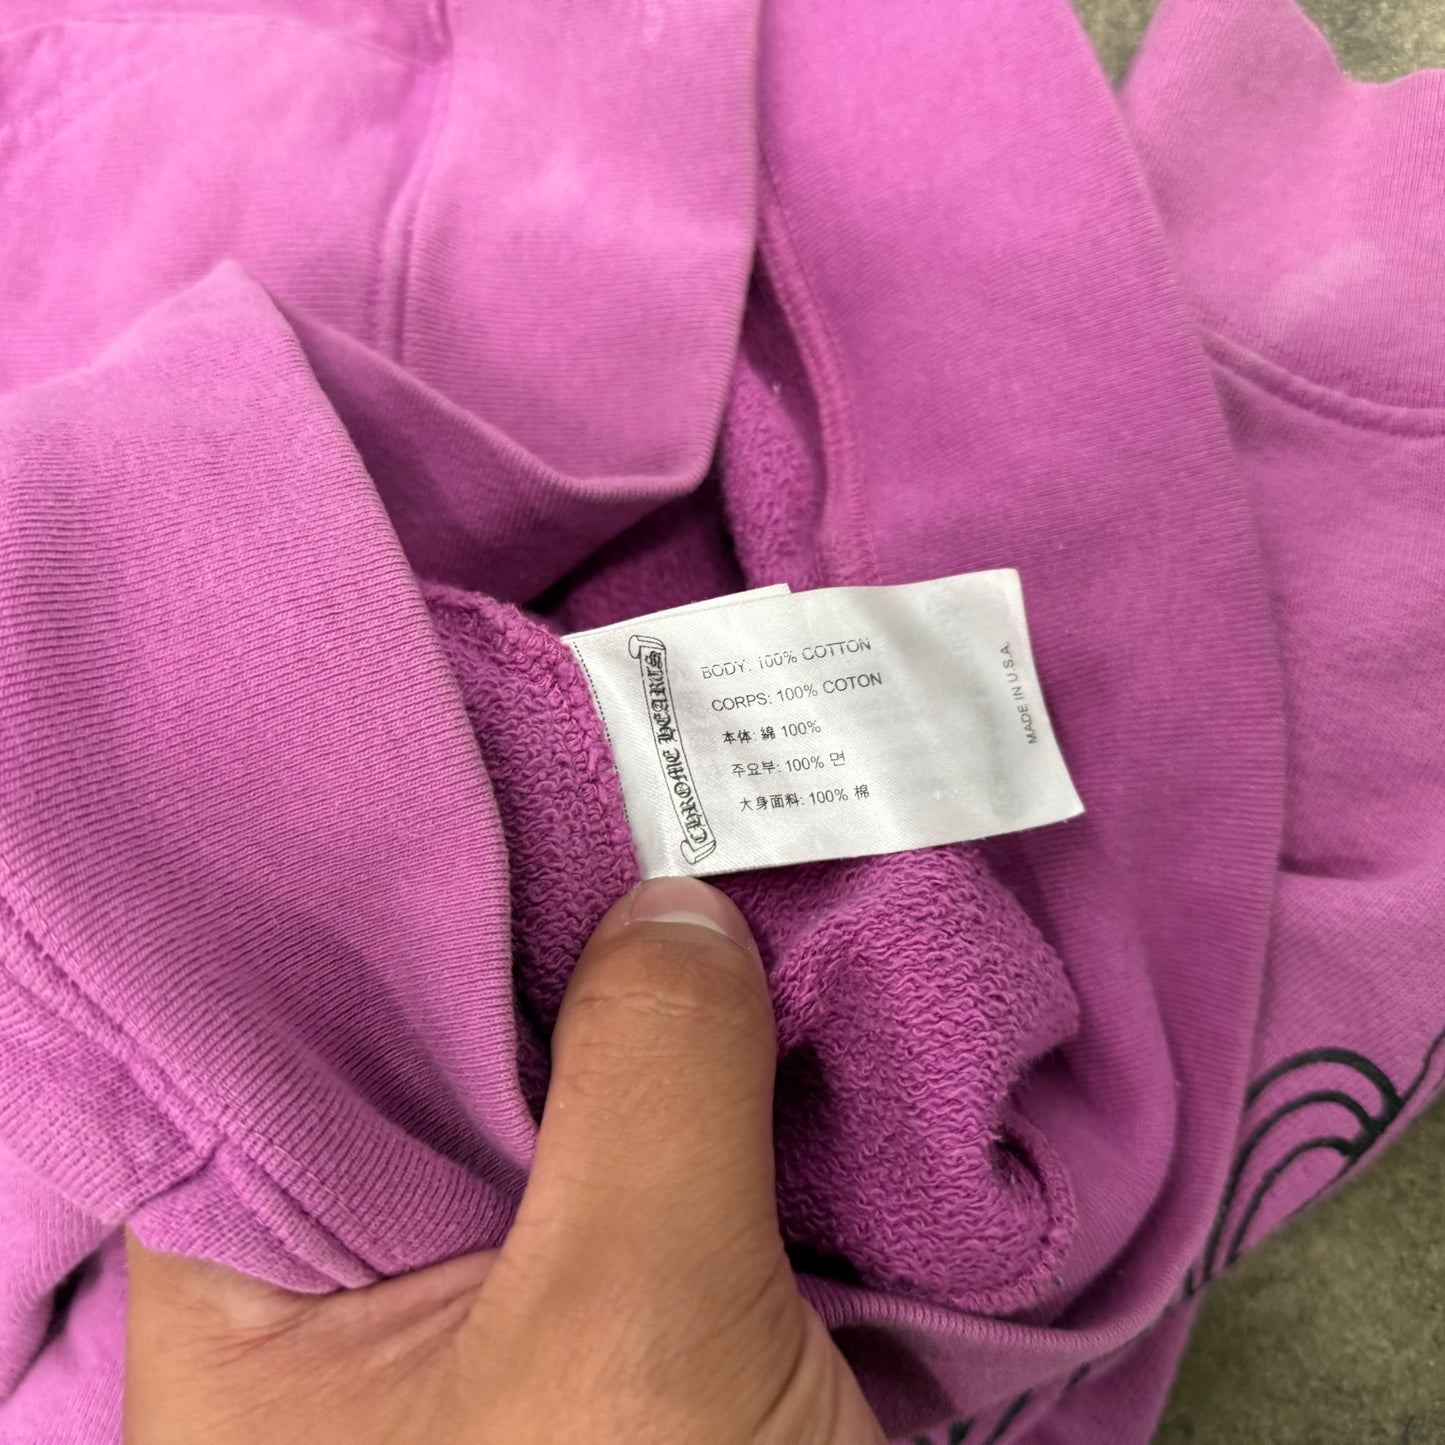 CHROME HEARTS
BODY: 100% COTTON
CORPS: 100% COTON
本体: 綿 100%
주요부: 100% 면
大身面料: 100% 棉
MADE IN U.S.A.